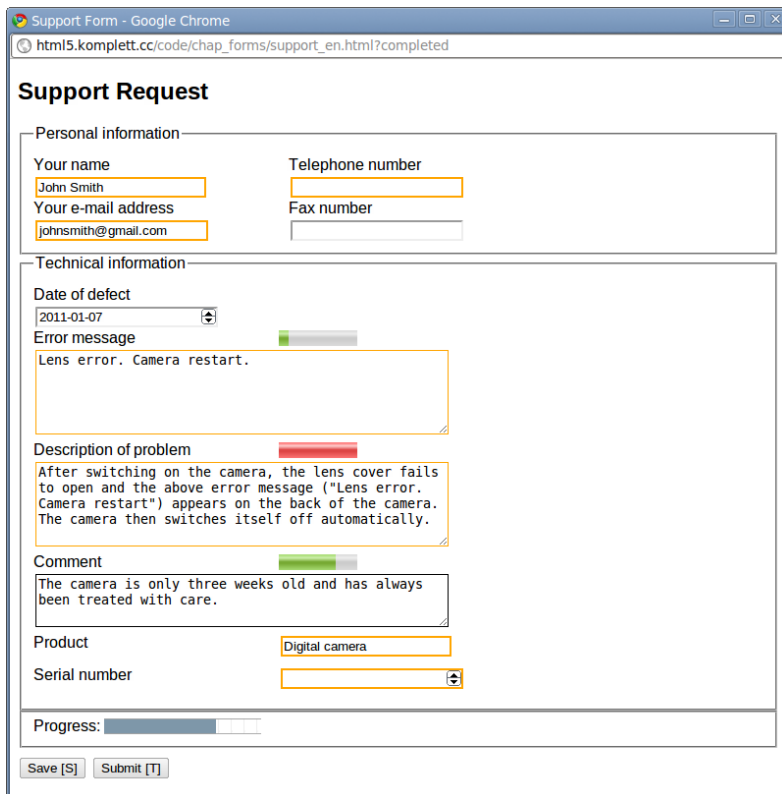 Support Form - Google Chrome
html5.komplett.cc/code/chap_forms/support_en.html?completed
Support Request
Personal information
Your name
Telephone number
John Smith
Your e-mail address
Fax number
johnsmith@gmail.com
Technical information
Date of defect
2011-01-07
Error message
Lens error. Camera restart.
Description of problem
After switching on the camera, the lens cover fails
to open and the above error message ("Lens error.
Camera restart") appears on the back of the camera.
The camera then switches itself off automatically.
Comment
The camera is only three weeks old and has always
been treated with care.
Product
Digital camera
Serial number
Progress:
Save [S]
Submit [T]